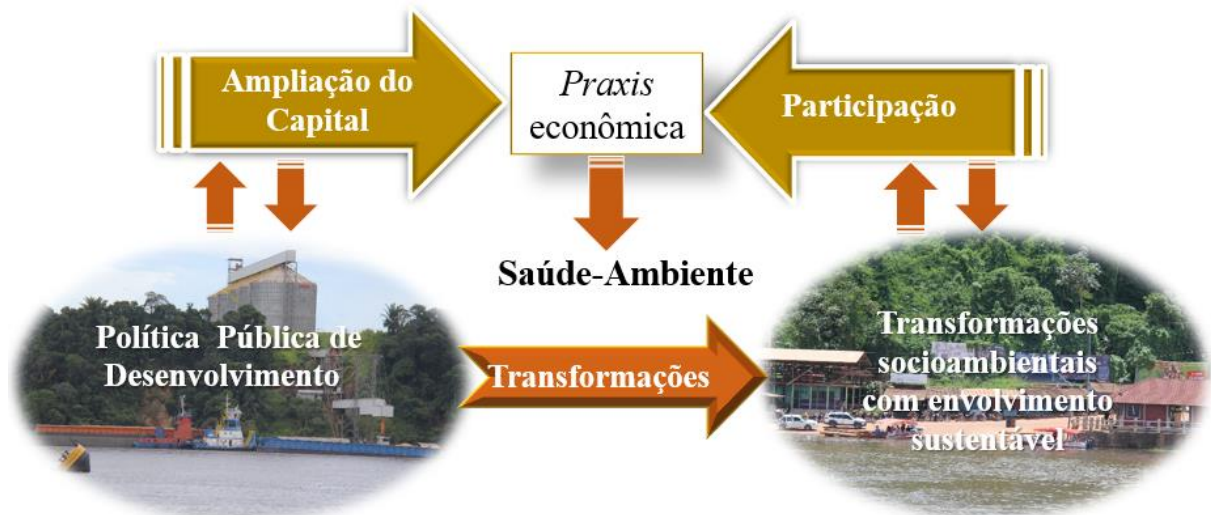 Ampliação do
Capital
Praxis
econômica
Participação
Saúde-Ambiente
Política Pública de
Desenvolvimento
Transformações
Transformações
socioambientais
com envolvimento
sustentável